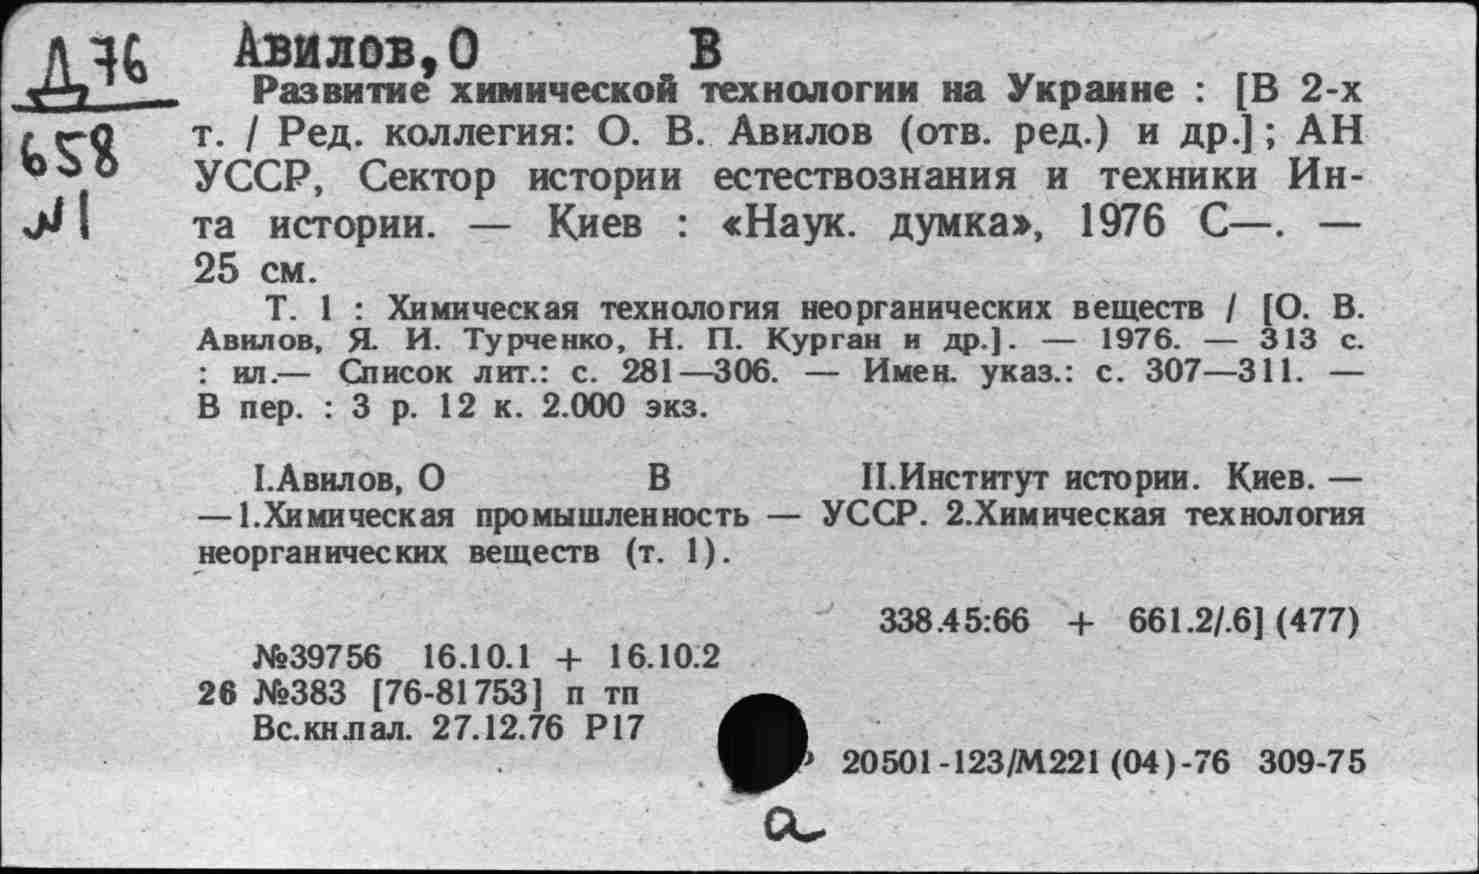 Д76
658
№1
Авилов, О В
Развитие химической технологии на Украине : [В 2-х
т. / Ред. коллегия: О. В. Авилов (отв. ред.) и др.] ; АН
УССР, Сектор истории естествознания и техники Ин-
та истории. — Киев : «Наук. думка», 1976 С—. —
25 см.
Т. 1 : Химическая технология неорганических веществ / [О. В.
Авилов, Я. И. Турченко, Н. П. Курган и др.]. — 1976. — 313 с.
: ил.— Список лит.: с. 281—306. — Имен. указ.: с. 307—311. —
В пер. : 3 р. 12 к. 2.000 экз.
I.Авилов, О В II.Институт истории. Киев. —
— 1.Химическая промышленность — УССР. 2.Химическая технология
неорганических веществ (т. 1).
338.45:66 + 661.2/.6] (477)
№39756 16.10.1 + 16.10.2
26 №383 [76-81753] п тп
Вс.кн.пал. 27.12.76 Р17
20501-123/М221 (04)-76 309-75
а